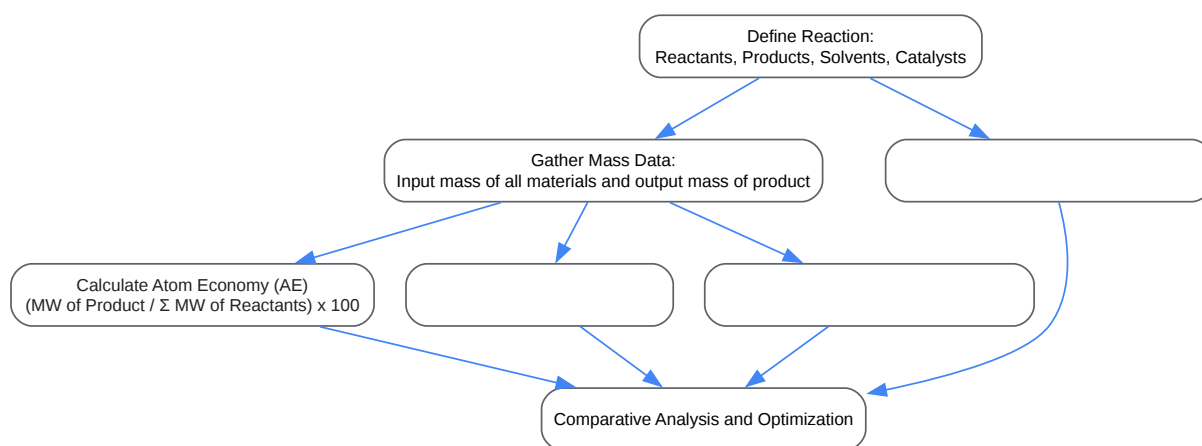 Define Reaction:
Reactants, Products, Solvents, Catalysts
Gather Mass Data:
Input mass of all materials and output mass of product
Calculate Atom Economy (AE)
(MW of Product / Σ MW of Reactants) x 100
Comparative Analysis and Optimization